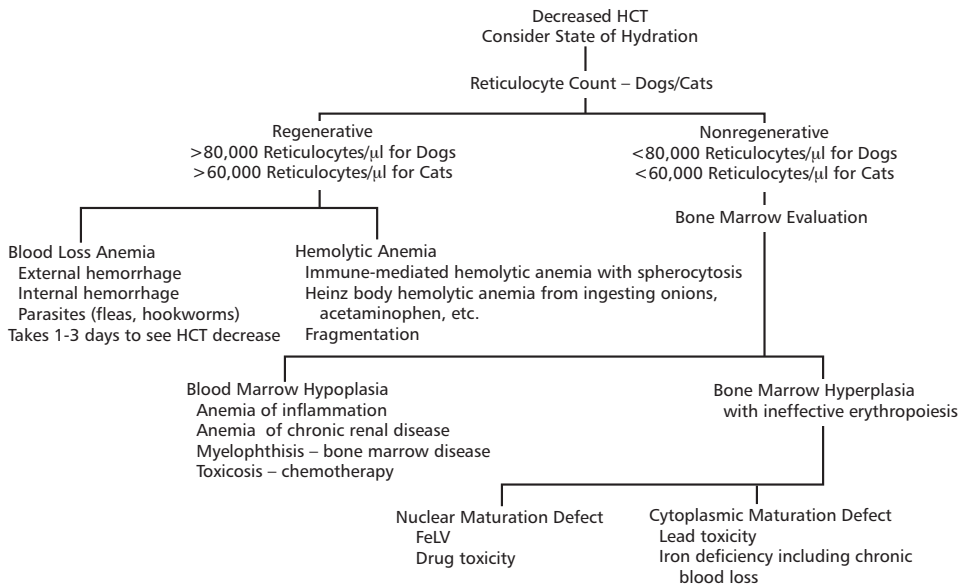 Decreased HCT
Consider State of Hydration
Reticulocyte Count – Dogs/Cats
Regenerative
>80,000 Reticulocytes/μl for Dogs
>60,000 Reticulocytes/μl for Cats
Nonregenerative
<80,000 Reticulocytes/μl for Dogs
<60,000 Reticulocytes/μl for Cats
Bone Marrow Evaluation
Blood Loss Anemia
External hemorrhage
Internal hemorrhage
Parasites (fleas, hookworms)
Takes 1-3 days to see HCT decrease
Hemolytic Anemia
Immune-mediated hemolytic anemia with spherocytosis
Heinz body hemolytic anemia from ingesting onions,
acetaminophen, etc.
Fragmentation
Blood Marrow Hypoplasia
Anemia of inflammation
Anemia of chronic renal disease
Myelophthisis – bone marrow disease
Toxicosis – chemotherapy
Bone Marrow Hyperplasia
with ineffective erythropoiesis
Nuclear Maturation Defect
FeLV
Drug toxicity
Cytoplasmic Maturation Defect
Lead toxicity
Iron deficiency including chronic
blood loss